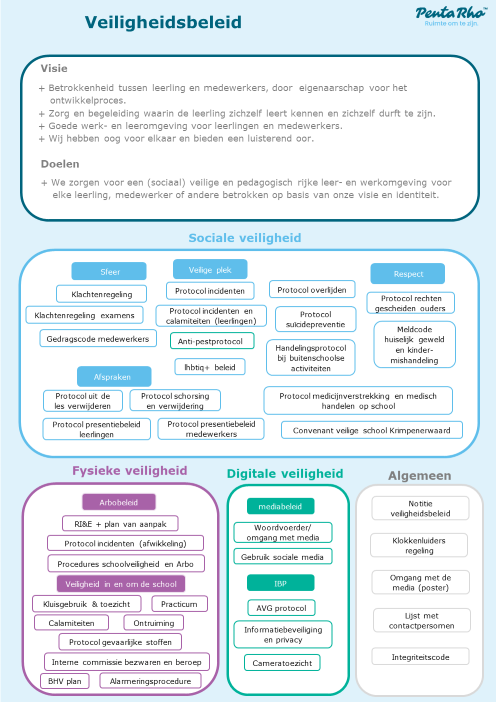 Veiligheidsbeleid
Penta Rho™
Ruimte om te zijn.
Visie
+ Betrokkenheid tussen leerling en medewerkers, door eigenaarschap voor het
ontwikkelproces.
+ Zorg en begeleiding waarin de leerling zichzelf leert kennen en zichzelf durft te zijn.
+ Goede werk- en leeromgeving voor leerlingen en medewerkers.
+ Wij hebben oog voor elkaar en bieden een luisterend oor.
Doelen
+ We zorgen voor een (sociaal) veilige en pedagogisch rijke leer- en werkomgeving voor
elke leerling, medewerker of andere betrokken op basis van onze visie en identiteit.
Sociale veiligheid
Sfeer
Klachtenregeling
Klachtenregeling examens
Gedragscode medewerkers
Veilige plek
Protocol incidenten
Protocol incidenten en
calamiteiten (leerlingen)
Anti-pestprotocol
lhbtiq+ beleid
Protocol overlijden
Protocol
suïcidepreventie
Handelingsprotocol
bij buitenschoolse
activiteiten
Respect
Protocol rechten
gescheiden ouders
Meldcode
huiselijk geweld
en kinder-
mishandeling
Afspraken
Protocol uit de
les verwijderen
Protocol schorsing
en verwijdering
Protocol presentiebeleid
leerlingen
Protocol presentiebeleid
medewerkers
Protocol medicijnverstrekking en medisch
handelen op school
Convenant veilige school Krimpenerwaard
Fysieke veiligheid
Arbobeleid
RI&E + plan van aanpak
Protocol incidenten (afwikkeling)
Procedures schoolveiligheid en Arbo
Veiligheid in en om de school
Kluisgebruik & toezicht
Practicum
Calamiteiten
Ontruiming
Protocol gevaarlijke stoffen
Interne commissie bezwaren en beroep
BHV plan
Alarmeringsprocedure
Digitale veiligheid
mediabeleid
Woordvoerder/
omgang met media
Gebruik sociale media
IBP
AVG protocol
Informatiebeveiliging
en privacy
Cameratoezicht
Algemeen
Notitie
veiligheidsbeleid
Klokkenluiders
regeling
Omgang met de
media (poster)
Lijst met
contactpersomen
Integriteitscode